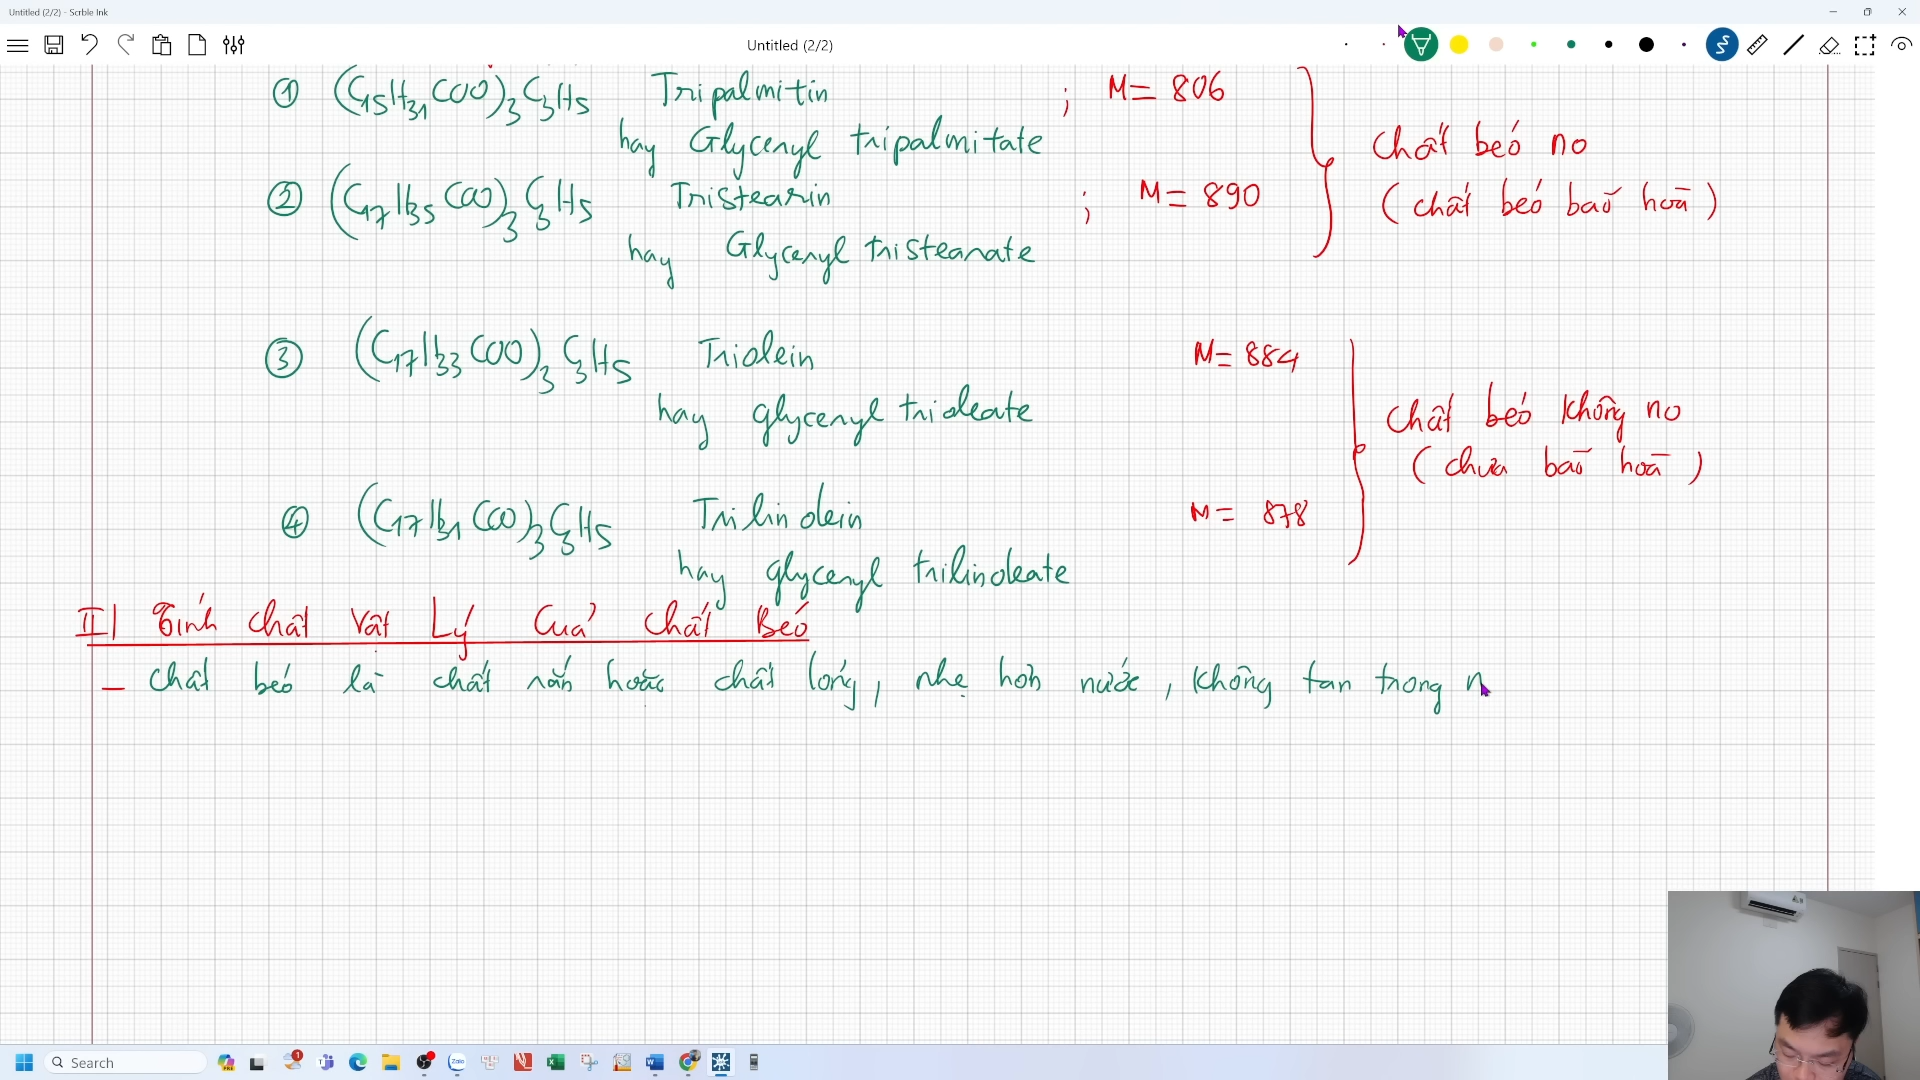 Untitled (2/2) - Scrble Ink
Untitled (2/2)
① (C15H31COO)3C3H5 Tripalmitin ; M = 806
hay Glyceryl tripalmitate
Chất béo no
② (C17H35COO)3C3H5 Tristearin ; M = 890
(chất béo bão hoà)
hay Glyceryl tristearate
③ (C17H33COO)3C3H5 Triolein M = 884
hay glyceryl trioleate
Chất béo không no
(chưa bão hoà)
④ (C17H31COO)3C3H5 Trilinolein M = 878
hay glyceryl trilinoleate
II| Tính Chất Vật Lý Của Chất Béo
- Chất béo là chất rắn hoặc chất lỏng, nhẹ hơn nước, không tan trong n
Search